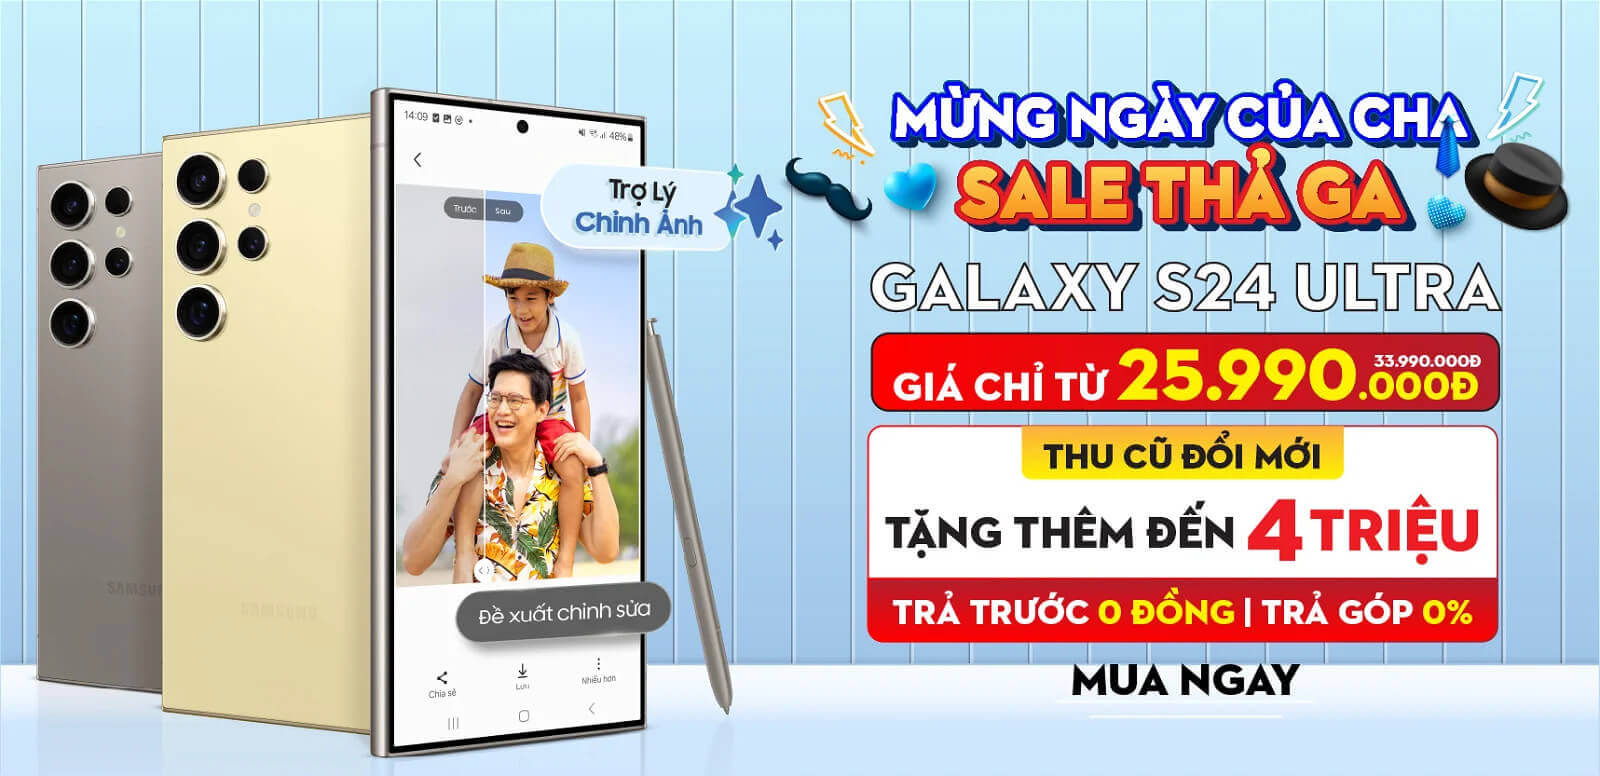 MỪNG NGÀY CỦA CHA
SALE THẢ GA
GALAXY S24 ULTRA
GIÁ CHỈ TỪ 25.990.000Đ
33.990.000Đ
THU CŨ ĐỔI MỚI
TẶNG THÊM ĐẾN 4 TRIỆU
TRẢ TRƯỚC 0 ĐỒNG | TRẢ GÓP 0%
MUA NGAY
14:09
48%
Trước
Sau
Trợ Lý
Chỉnh Ảnh
Đề xuất chỉnh sửa
Chia sẻ
Lưu
Nhiều hơn
SAMSU
SAMSUNG